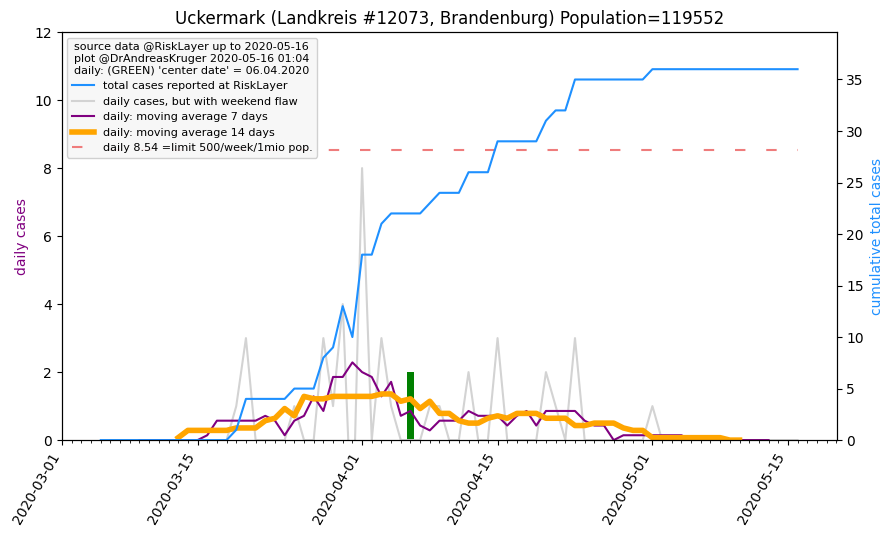 Uckermark (Landkreis #12073, Brandenburg) Population=119552
source data @RiskLayer up to 2020-05-16
plot @DrAndreasKruger 2020-05-16 01:04
daily: (GREEN) 'center date' = 06.04.2020
total cases reported at RiskLayer
daily cases, but with weekend flaw
daily: moving average 7 days
daily: moving average 14 days
daily 8.54 =limit 500/week/1mio pop.
daily cases
12
10
8
6
4
2
0
cumulative total cases
35
30
25
20
15
10
5
0
2020-03-01
2020-03-15
2020-04-01
2020-04-15
2020-05-01
2020-05-15